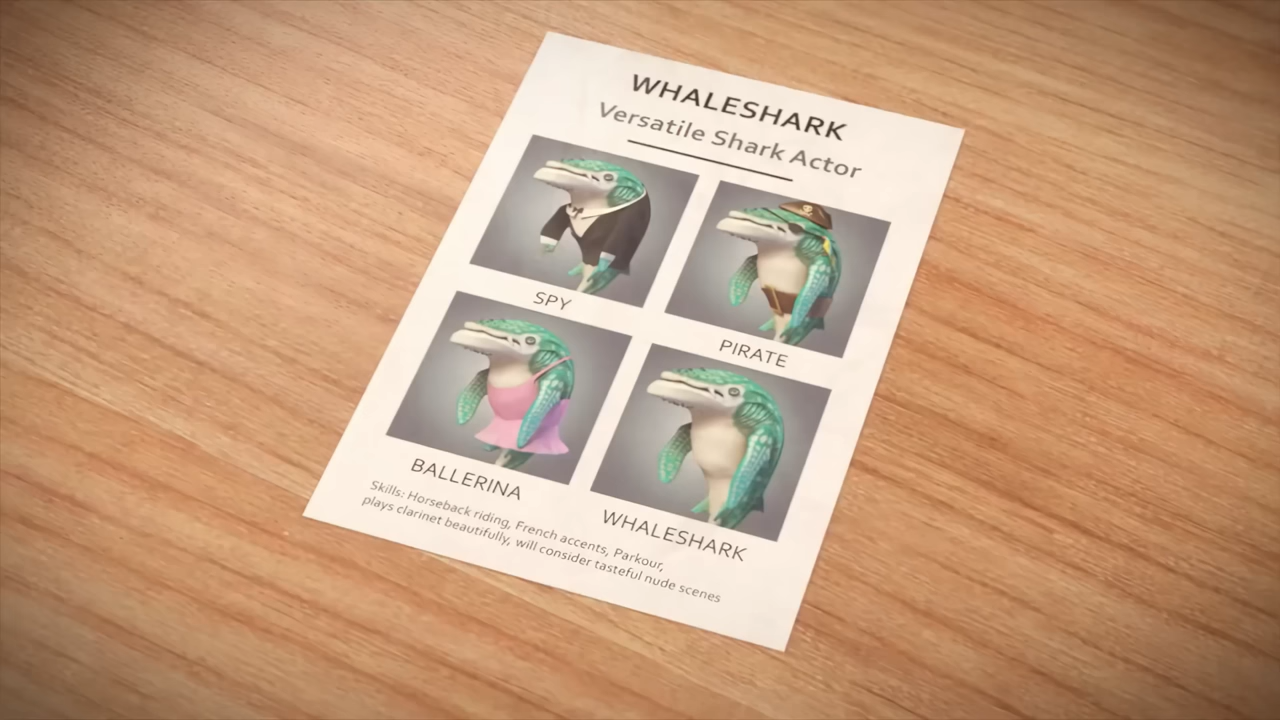 WHALESHARK
Versatile Shark Actor
SPY
PIRATE
BALLERINA
WHALESHARK
Skills: Horseback riding, French accents, Parkour,
plays clarinet beautifully, will consider tasteful nude scenes